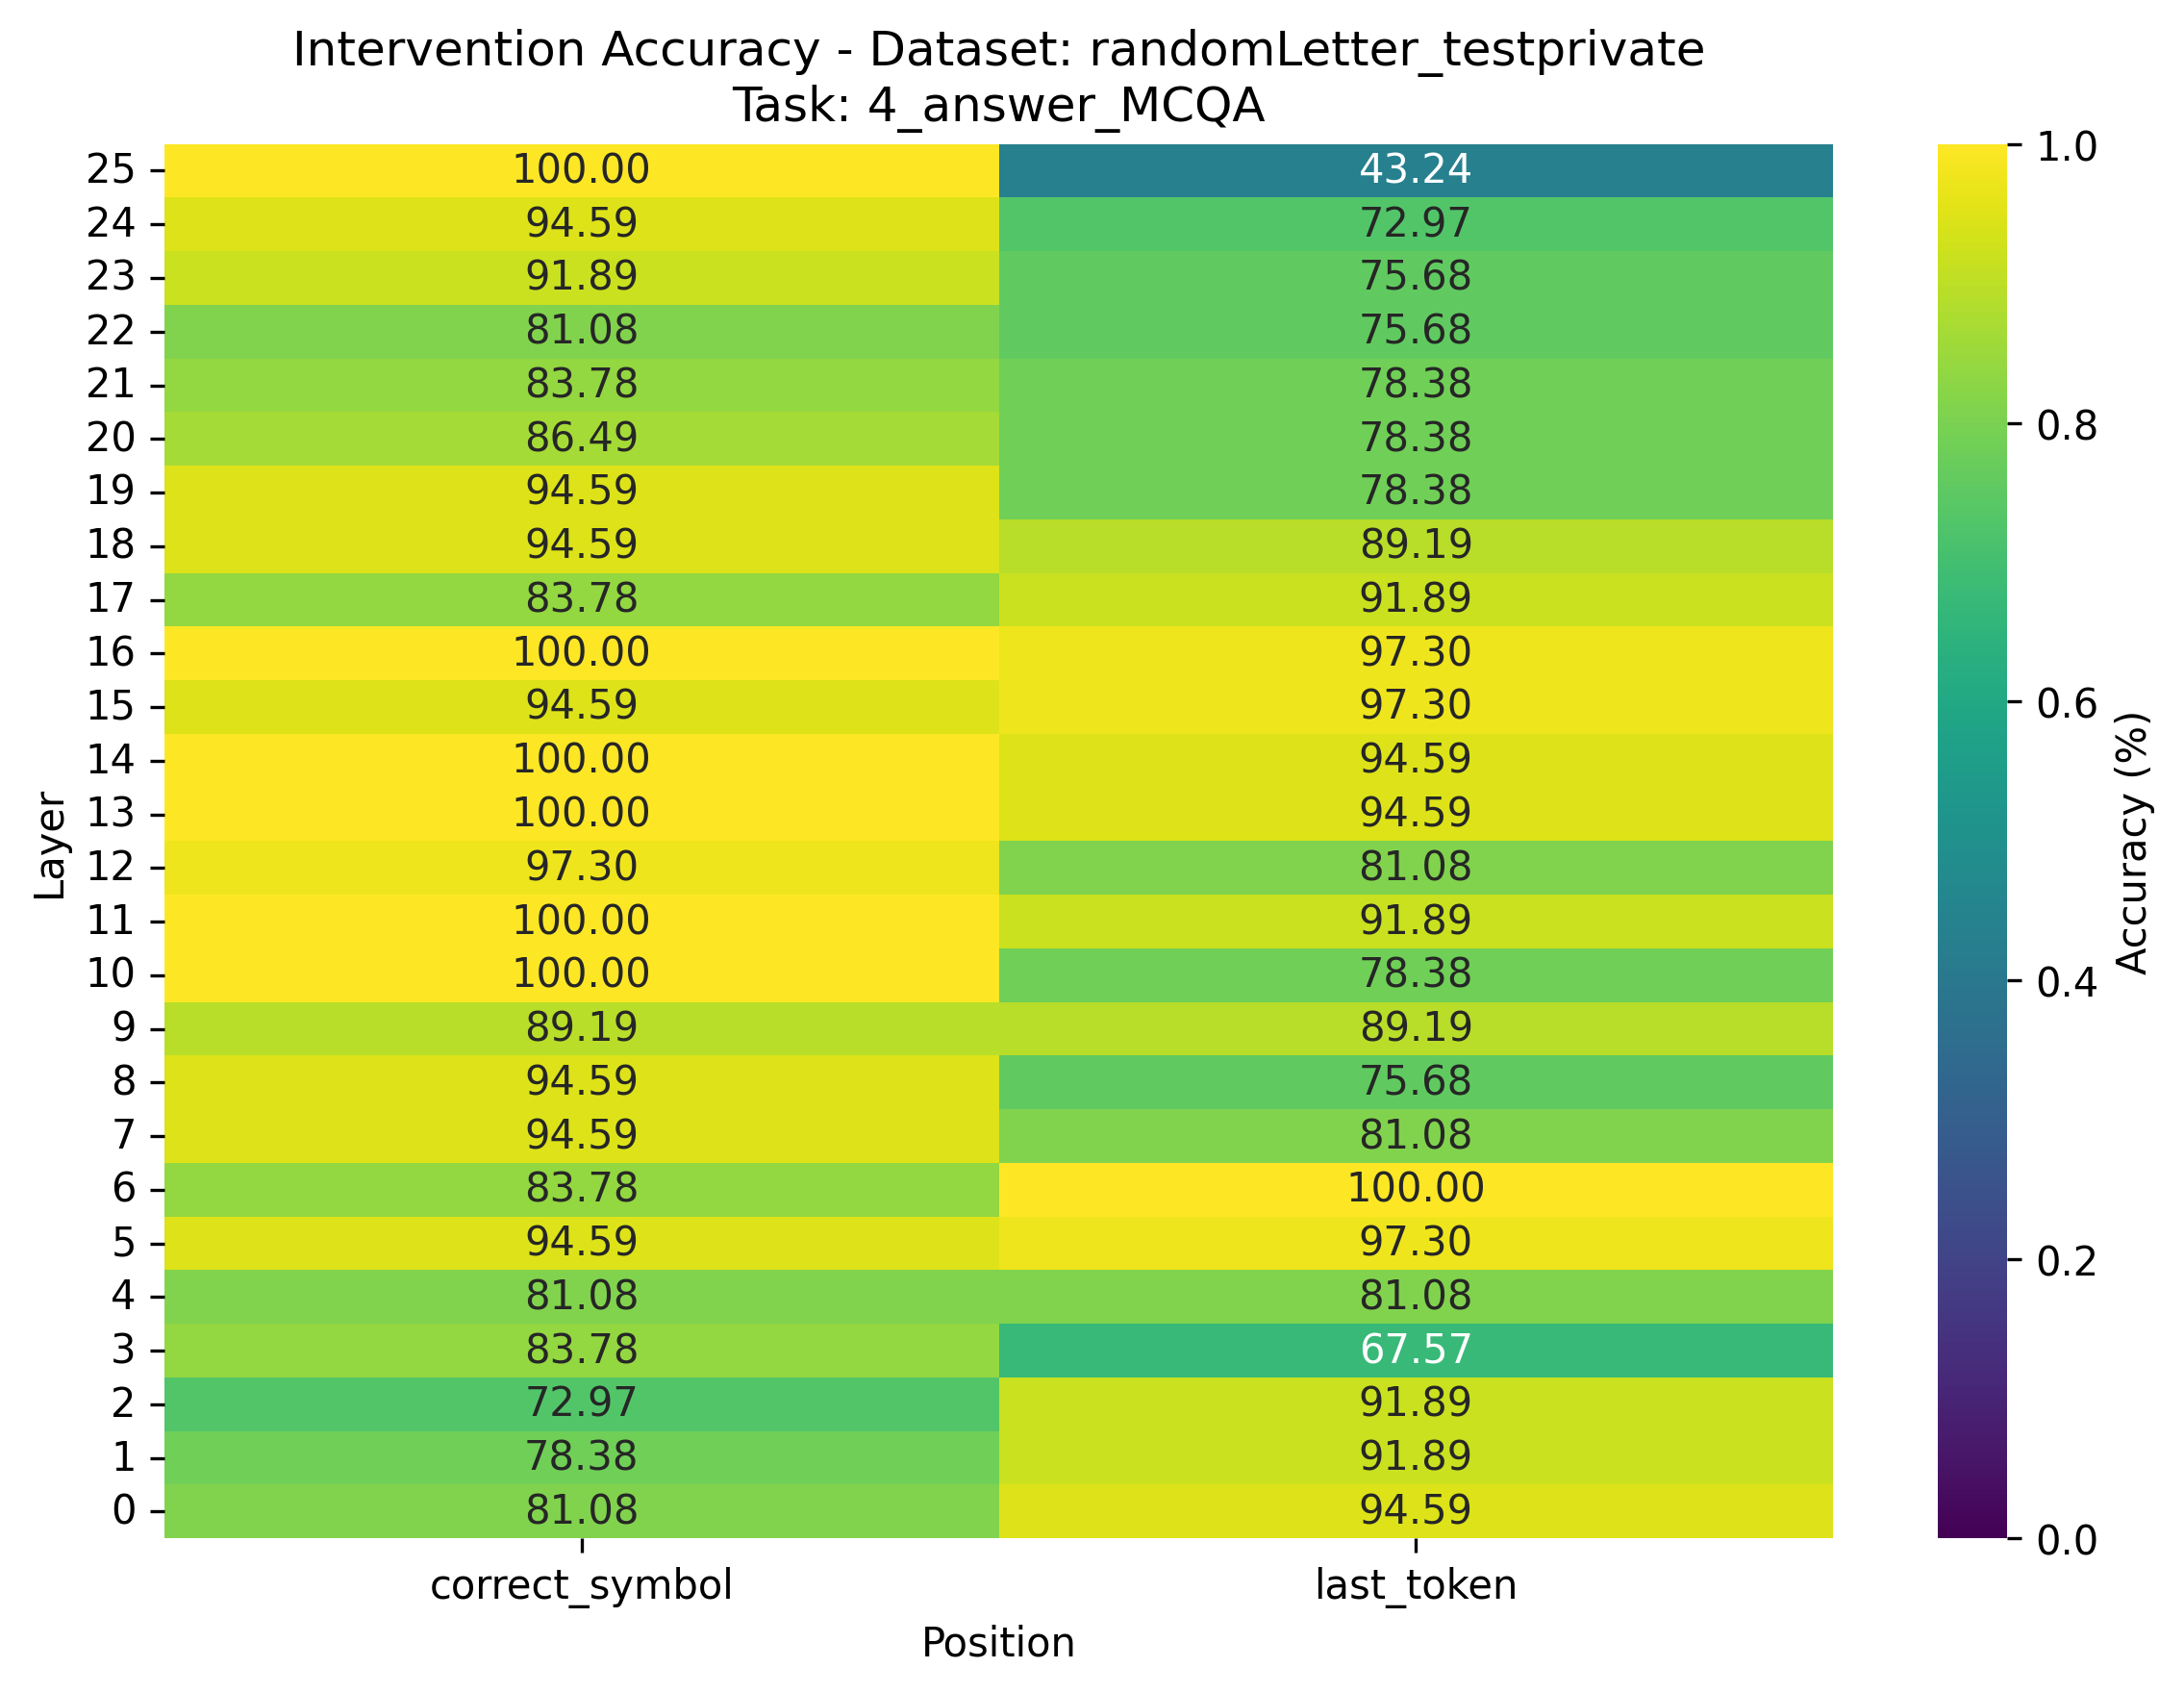 Intervention Accuracy - Dataset: randomLetter_testprivate
Task: 4_answer_MCQA
25 100.00 43.24
24 94.59 72.97
23 91.89 75.68
22 81.08 75.68
21 83.78 78.38
20 86.49 78.38
19 94.59 78.38
18 94.59 89.19
17 83.78 91.89
16 100.00 97.30
15 94.59 97.30
14 100.00 94.59
13 100.00 94.59
12 97.30 81.08
11 100.00 91.89
10 100.00 78.38
9 89.19 89.19
8 94.59 75.68
7 94.59 81.08
6 83.78 100.00
5 94.59 97.30
4 81.08 81.08
3 83.78 67.57
2 72.97 91.89
1 78.38 91.89
0 81.08 94.59
correct_symbol last_token
Position
Layer
1.0
0.8
0.6
0.4
0.2
0.0
Accuracy (%)